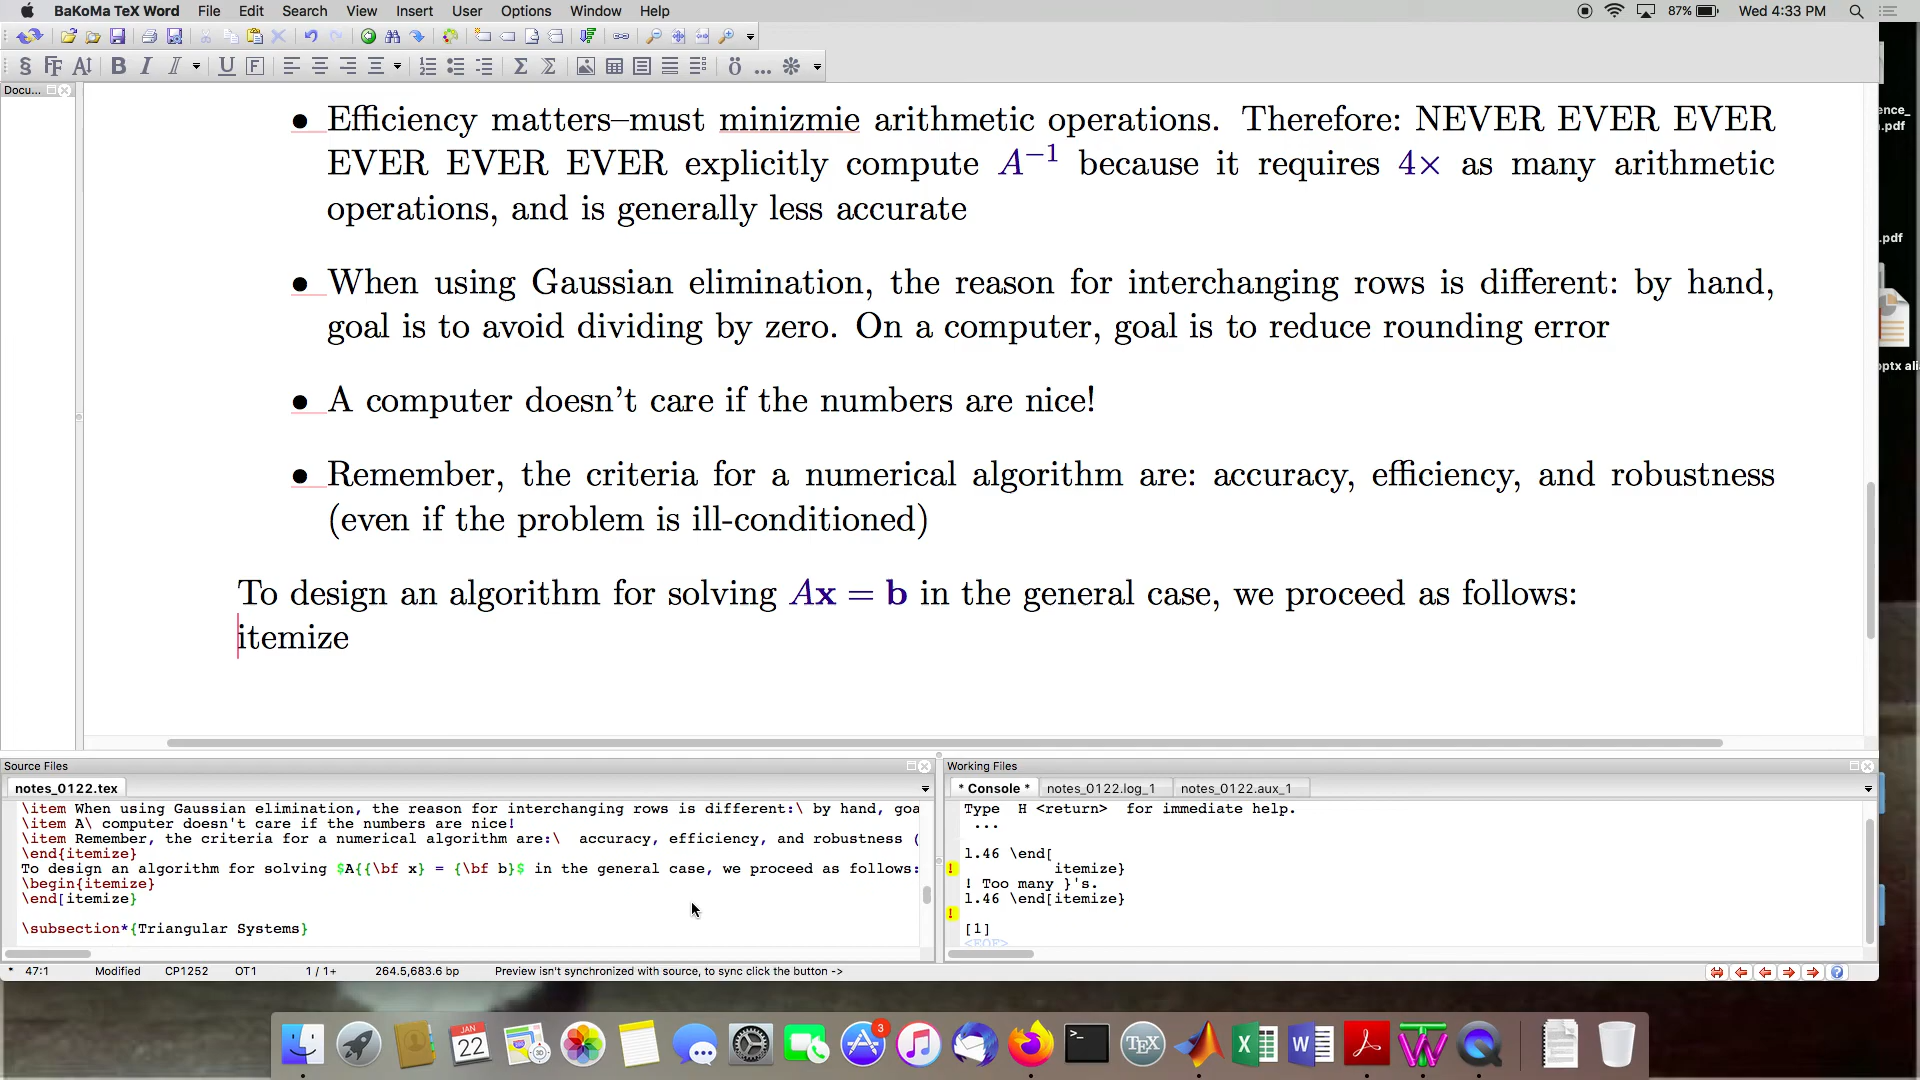 BaKoMa TeX Word File Edit Search View Insert User Options Window Help
87% Wed 4:33 PM
Docu...
• Efficiency matters–must minizmie arithmetic operations. Therefore: NEVER EVER EVER
EVER EVER EVER explicitly compute A⁻¹ because it requires 4× as many arithmetic
operations, and is generally less accurate
• When using Gaussian elimination, the reason for interchanging rows is different: by hand,
goal is to avoid dividing by zero. On a computer, goal is to reduce rounding error
• A computer doesn't care if the numbers are nice!
• Remember, the criteria for a numerical algorithm are: accuracy, efficiency, and robustness
(even if the problem is ill-conditioned)
To design an algorithm for solving Ax = b in the general case, we proceed as follows:
itemize
ence_
.pdf
.pdf
pptx ali
Source Files
notes_0122.tex
\item When using Gaussian elimination, the reason for interchanging rows is different:\ by hand, goa
\item A\ computer doesn't care if the numbers are nice!
\item Remember, the criteria for a numerical algorithm are:\  accuracy, efficiency, and robustness (
\end{itemize}
To design an algorithm for solving $A{{\bf x} = {\bf b}$ in the general case, we proceed as follows:
\begin{itemize}
\end[itemize}
\subsection*{Triangular Systems}
Working Files
* Console * notes_0122.log_1 notes_0122.aux_1
Type  H <return>  for immediate help.
...
l.46 \end[
itemize}
! Too many }'s.
l.46 \end[itemize}
[1]
<EOF>
* 47:1 Modified CP1252 OT1 1 / 1+ 264.5,683.6 bp Preview isn't synchronized with source, to sync click the button ->
JAN
22
3D
3
TEX